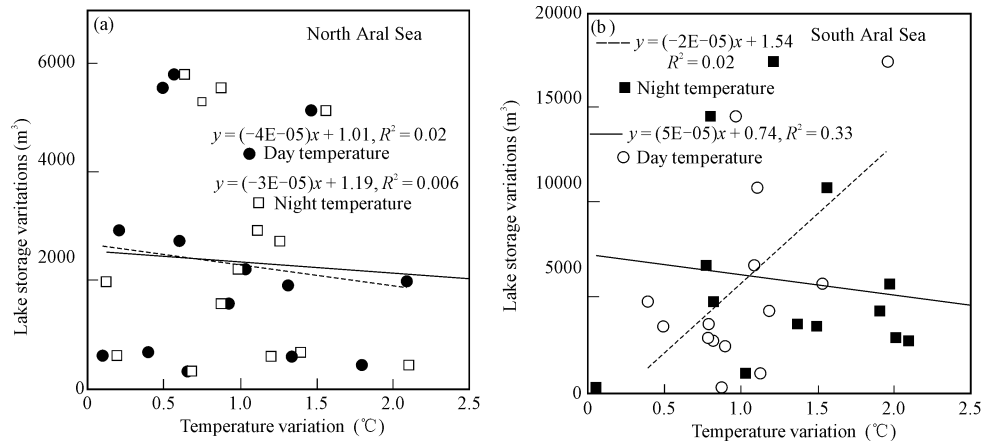 (a)
North Aral Sea
Lake storage varitations (m³)
6000
4000
2000
0
y = (−4E−05)x + 1.01, R² = 0.02
Day temperature
y = (−3E−05)x + 1.19, R² = 0.006
Night temperature
0 0.5 1.0 1.5 2.0 2.5
Temperature variation (℃)
(b)
South Aral Sea
Lake storage variations (m³)
20000
15000
10000
5000
0
y = (−2E−05)x + 1.54
R² = 0.02
Night temperature
y = (5E−05)x + 0.74, R² = 0.33
Day temperature
0.5 1.0 1.5 2.0 2.5
Temperature variation (℃)